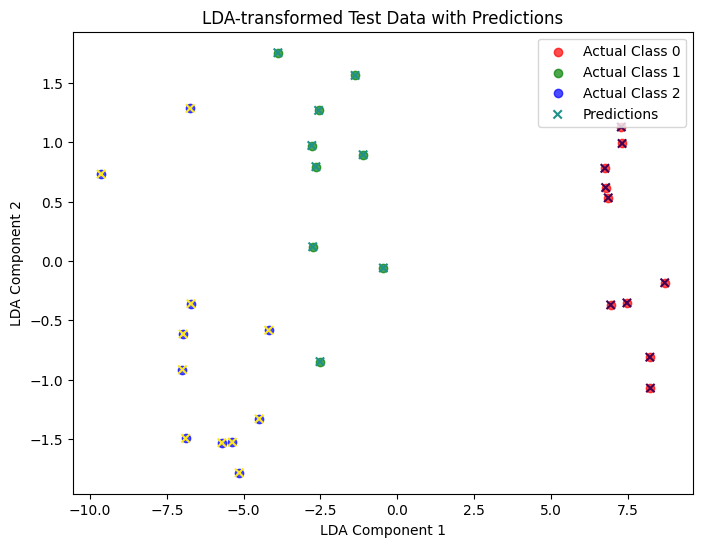 LDA-transformed Test Data with Predictions
Actual Class 0
Actual Class 1
Actual Class 2
Predictions
LDA Component 2
1.5
1.0
0.5
0.0
−0.5
−1.0
−1.5
−10.0 −7.5 −5.0 −2.5 0.0 2.5 5.0 7.5
LDA Component 1